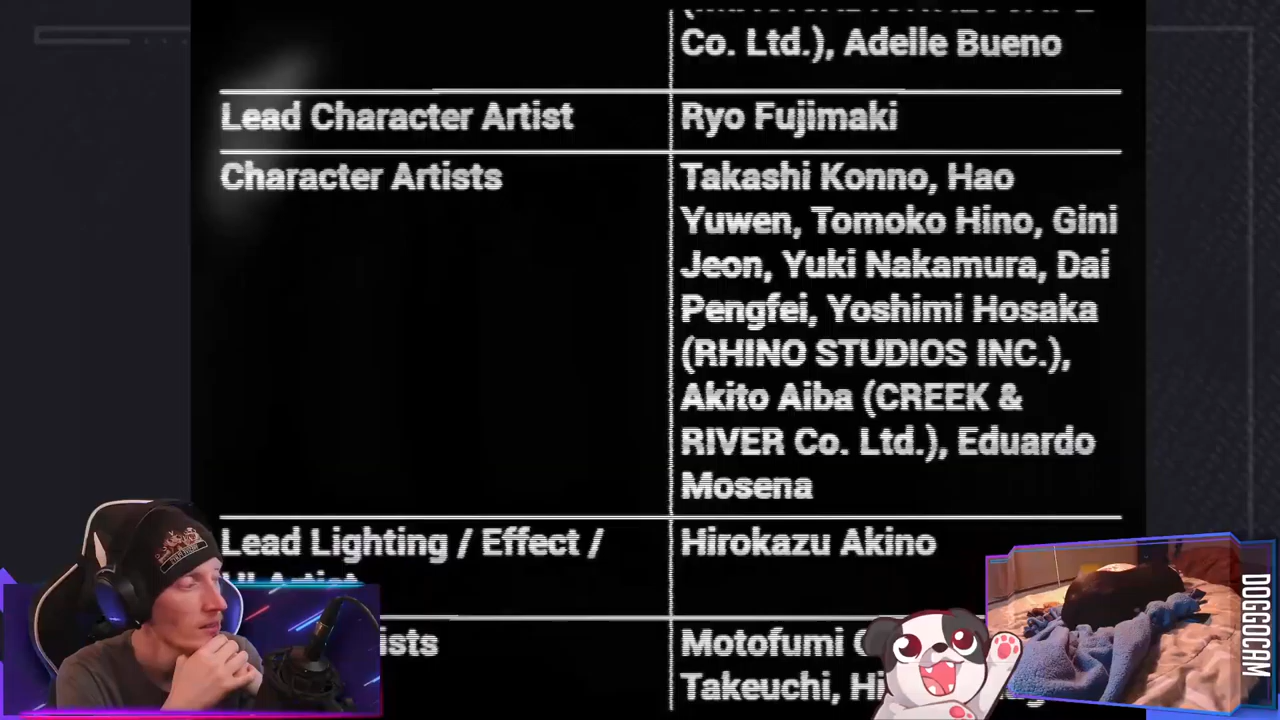 Co. Ltd.), Adelle Bueno
Lead Character Artist
Ryo Fujimaki
Character Artists
Takashi Konno, Hao
Yuwen, Tomoko Hino, Gini
Jeon, Yuki Nakamura, Dai
Pengfei, Yoshimi Hosaka
(RHINO STUDIOS INC.),
Akito Aiba (CREEK &
RIVER Co. Ltd.), Eduardo
Mosena
Lead Lighting / Effect /
UI Artist
Hirokazu Akino
Motofumi
Takeuchi,
DOGGOCAM